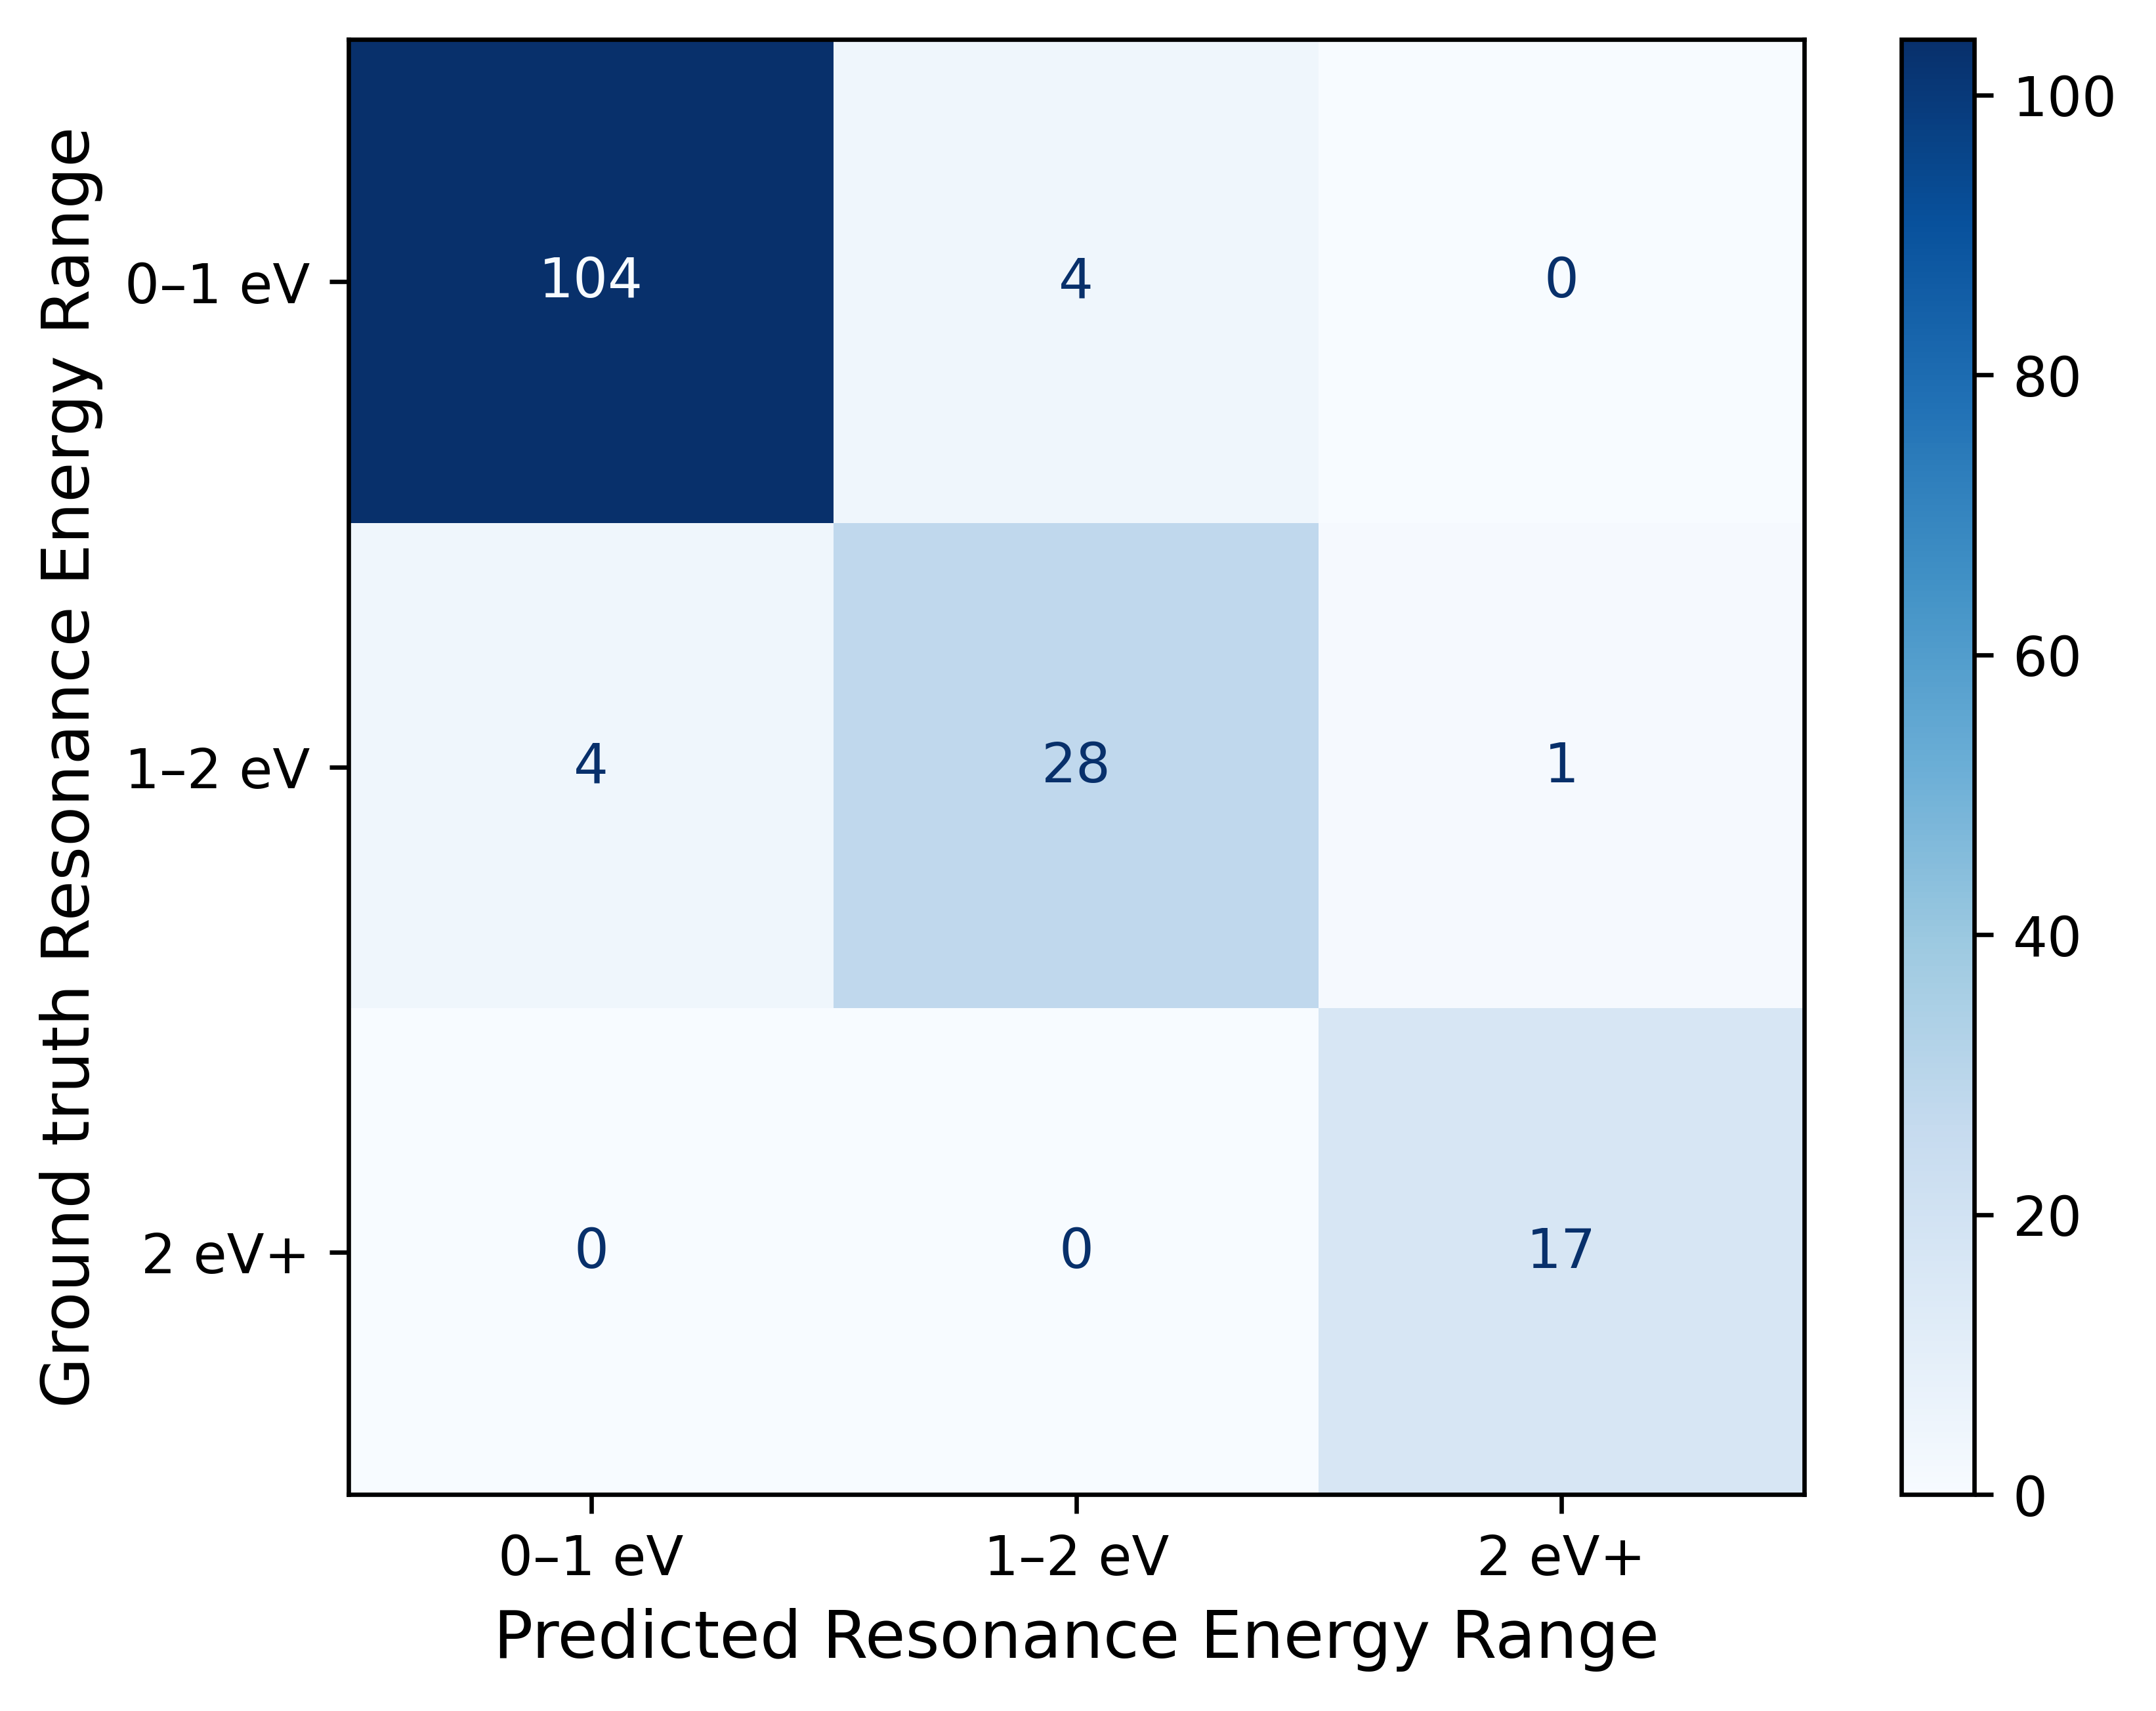 Ground truth Resonance Energy Range
0–1 eV
1–2 eV
2 eV+
104 4 0
4 28 1
0 0 17
0–1 eV 1–2 eV 2 eV+
Predicted Resonance Energy Range
100
80
60
40
20
0